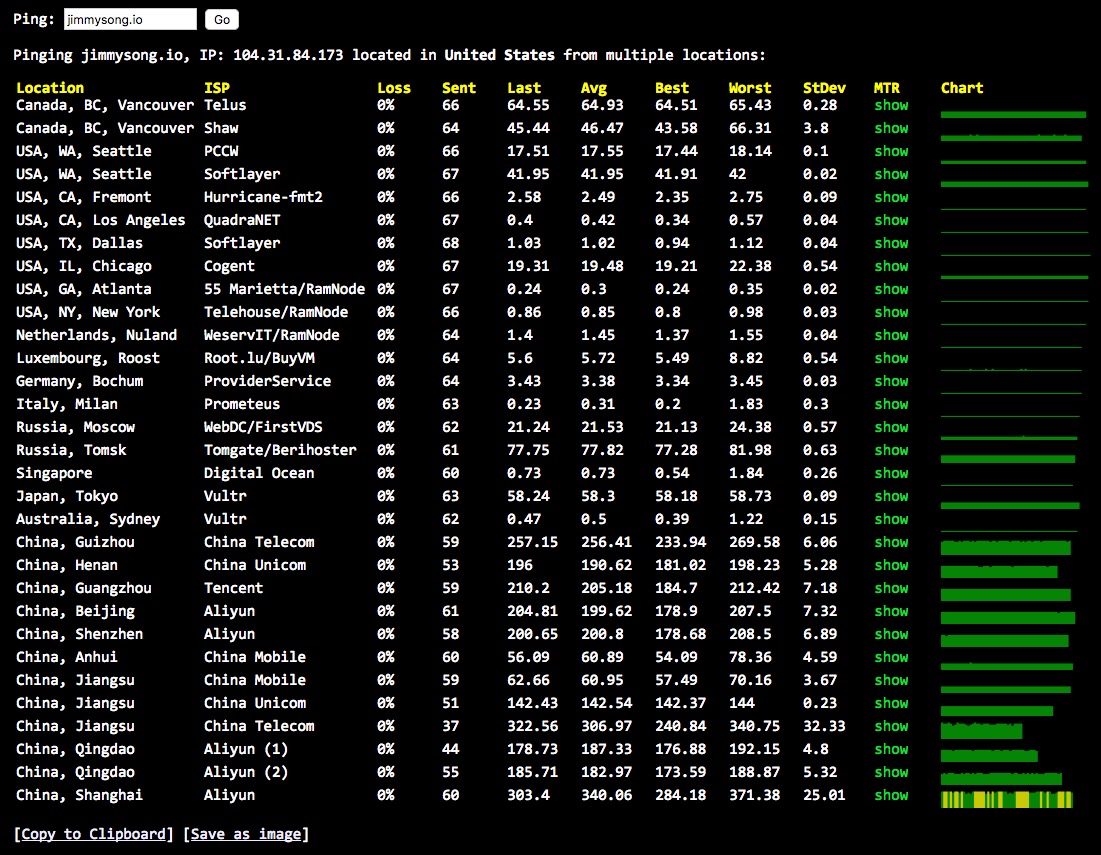 Ping: jimmysong.io Go
Pinging jimmysong.io, IP: 104.31.84.173 located in United States from multiple locations:
Location ISP Loss Sent Last Avg Best Worst StDev MTR Chart
Canada, BC, Vancouver Telus 0% 66 64.55 64.93 64.51 65.43 0.28 show
Canada, BC, Vancouver Shaw 0% 64 45.44 46.47 43.58 66.31 3.8 show
USA, WA, Seattle PCCW 0% 66 17.51 17.55 17.44 18.14 0.1 show
USA, WA, Seattle Softlayer 0% 67 41.95 41.95 41.91 42 0.02 show
USA, CA, Fremont Hurricane-fmt2 0% 66 2.58 2.49 2.35 2.75 0.09 show
USA, CA, Los Angeles QuadraNET 0% 67 0.4 0.42 0.34 0.57 0.04 show
USA, TX, Dallas Softlayer 0% 68 1.03 1.02 0.94 1.12 0.04 show
USA, IL, Chicago Cogent 0% 67 19.31 19.48 19.21 22.38 0.54 show
USA, GA, Atlanta 55 Marietta/RamNode 0% 67 0.24 0.3 0.24 0.35 0.02 show
USA, NY, New York Telehouse/RamNode 0% 66 0.86 0.85 0.8 0.98 0.03 show
Netherlands, Nuland WeservIT/RamNode 0% 64 1.4 1.45 1.37 1.55 0.04 show
Luxembourg, Roost Root.lu/BuyVM 0% 64 5.6 5.72 5.49 8.82 0.54 show
Germany, Bochum ProviderService 0% 64 3.43 3.38 3.34 3.45 0.03 show
Italy, Milan Prometeus 0% 63 0.23 0.31 0.2 1.83 0.3 show
Russia, Moscow WebDC/FirstVDS 0% 62 21.24 21.53 21.13 24.38 0.57 show
Russia, Tomsk Tomgate/Berihoster 0% 61 77.75 77.82 77.28 81.98 0.63 show
Singapore Digital Ocean 0% 60 0.73 0.73 0.54 1.84 0.26 show
Japan, Tokyo Vultr 0% 63 58.24 58.3 58.18 58.73 0.09 show
Australia, Sydney Vultr 0% 62 0.47 0.5 0.39 1.22 0.15 show
China, Guizhou China Telecom 0% 59 257.15 256.41 233.94 269.58 6.06 show
China, Henan China Unicom 0% 53 196 190.62 181.02 198.23 5.28 show
China, Guangzhou Tencent 0% 59 210.2 205.18 184.7 212.42 7.18 show
China, Beijing Aliyun 0% 61 204.81 199.62 178.9 207.5 7.32 show
China, Shenzhen Aliyun 0% 58 200.65 200.8 178.68 208.5 6.89 show
China, Anhui China Mobile 0% 60 56.09 60.89 54.09 78.36 4.59 show
China, Jiangsu China Mobile 0% 59 62.66 60.95 57.49 70.16 3.67 show
China, Jiangsu China Unicom 0% 51 142.43 142.54 142.37 144 0.23 show
China, Jiangsu China Telecom 0% 37 322.56 306.97 240.84 340.75 32.33 show
China, Qingdao Aliyun (1) 0% 44 178.73 187.33 176.88 192.15 4.8 show
China, Qingdao Aliyun (2) 0% 55 185.71 182.97 173.59 188.87 5.32 show
China, Shanghai Aliyun 0% 60 303.4 340.06 284.18 371.38 25.01 show
[Copy to Clipboard] [Save as image]